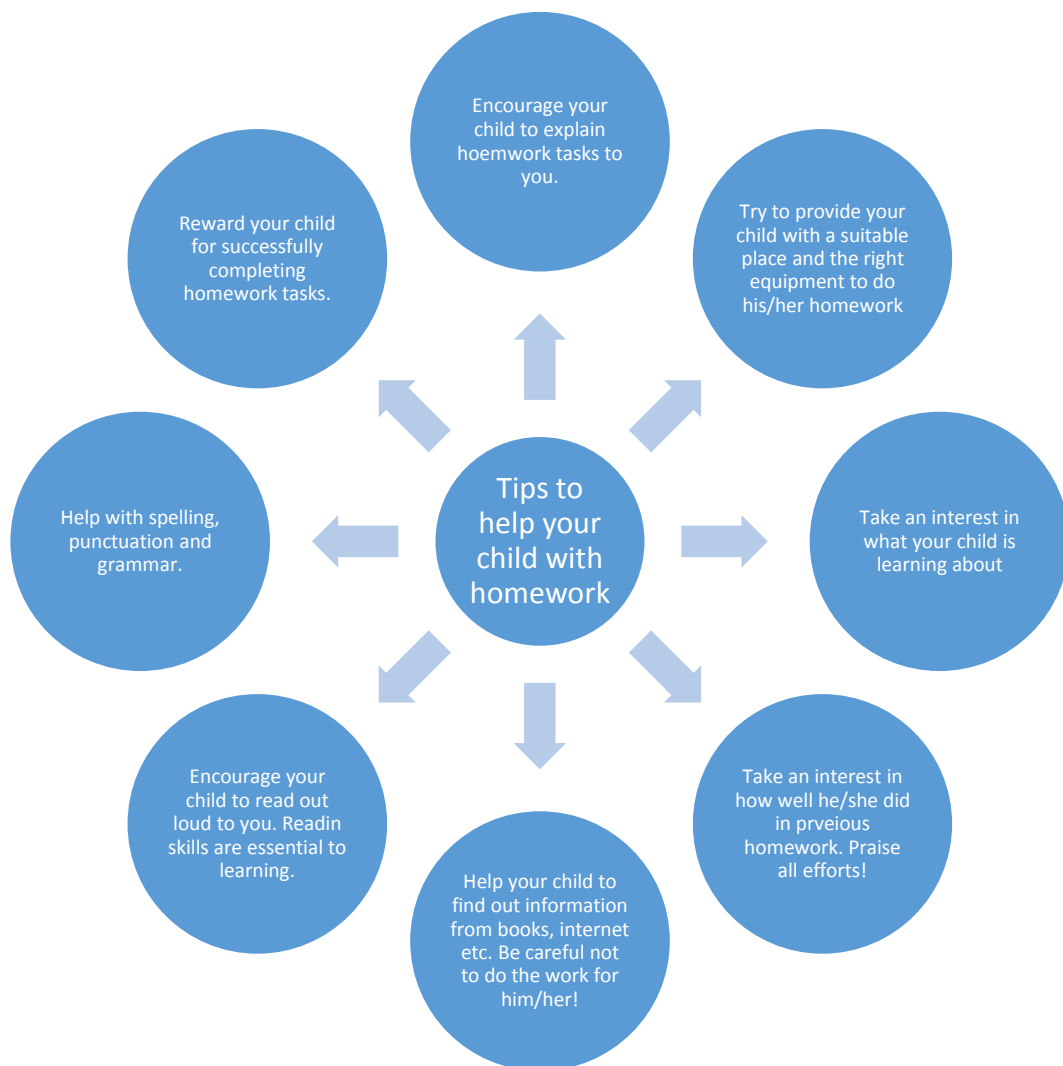 Tips to
help your
child with
homework
Encourage your
child to explain
hoemwork tasks to
you.
Try to provide your
child with a suitable
place and the right
equipment to do
his/her homework
Take an interest in
what your child is
learning about
Take an interest in
how well he/she did
in prveious
homework. Praise
all efforts!
Help your child to
find out information
from books, internet
etc. Be careful not
to do the work for
him/her!
Encourage your
child to read out
loud to you. Readin
skills are essential to
learning.
Help with spelling,
punctuation and
grammar.
Reward your child
for successfully
completing
homework tasks.